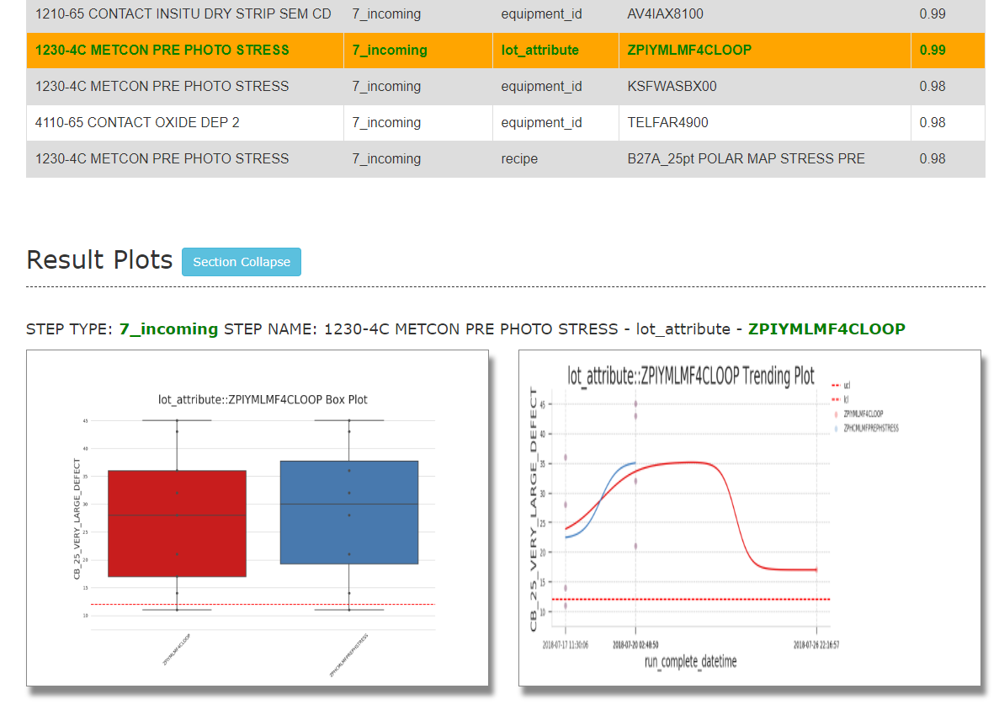 1210-65 CONTACT INSITU DRY STRIP SEM CD 7_incoming equipment_id AV4IAX8100 0.99
1230-4C METCON PRE PHOTO STRESS 7_incoming lot_attribute ZPIYMLMF4CLOOP 0.99
1230-4C METCON PRE PHOTO STRESS 7_incoming equipment_id KSFWASBX00 0.98
4110-65 CONTACT OXIDE DEP 2 7_incoming equipment_id TELFAR4900 0.98
1230-4C METCON PRE PHOTO STRESS 7_incoming recipe B27A_25pt POLAR MAP STRESS PRE 0.98
Result Plots Section Collapse
STEP TYPE: 7_incoming STEP NAME: 1230-4C METCON PRE PHOTO STRESS - lot_attribute - ZPIYMLMF4CLOOP
lot_attribute::ZPIYMLMF4CLOOP Box Plot
CB_25_VERY_LARGE_DEFECT
45
40
35
30
25
20
15
10
ZPIYMLMF4CLOOP
ZPHCMLMFPREPHSTRESS
lot_attribute::ZPIYMLMF4CLOOP Trending Plot
CB_25_VERY_LARGE_DEFECT
45
40
35
30
25
20
15
10
2018-07-17 11:30:06
2018-07-20 02:48:50
2018-07-26 22:16:57
run_complete_datetime
ucl
lcl
ZPIYMLMF4CLOOP
ZPHCMLMFPREPHSTRESS